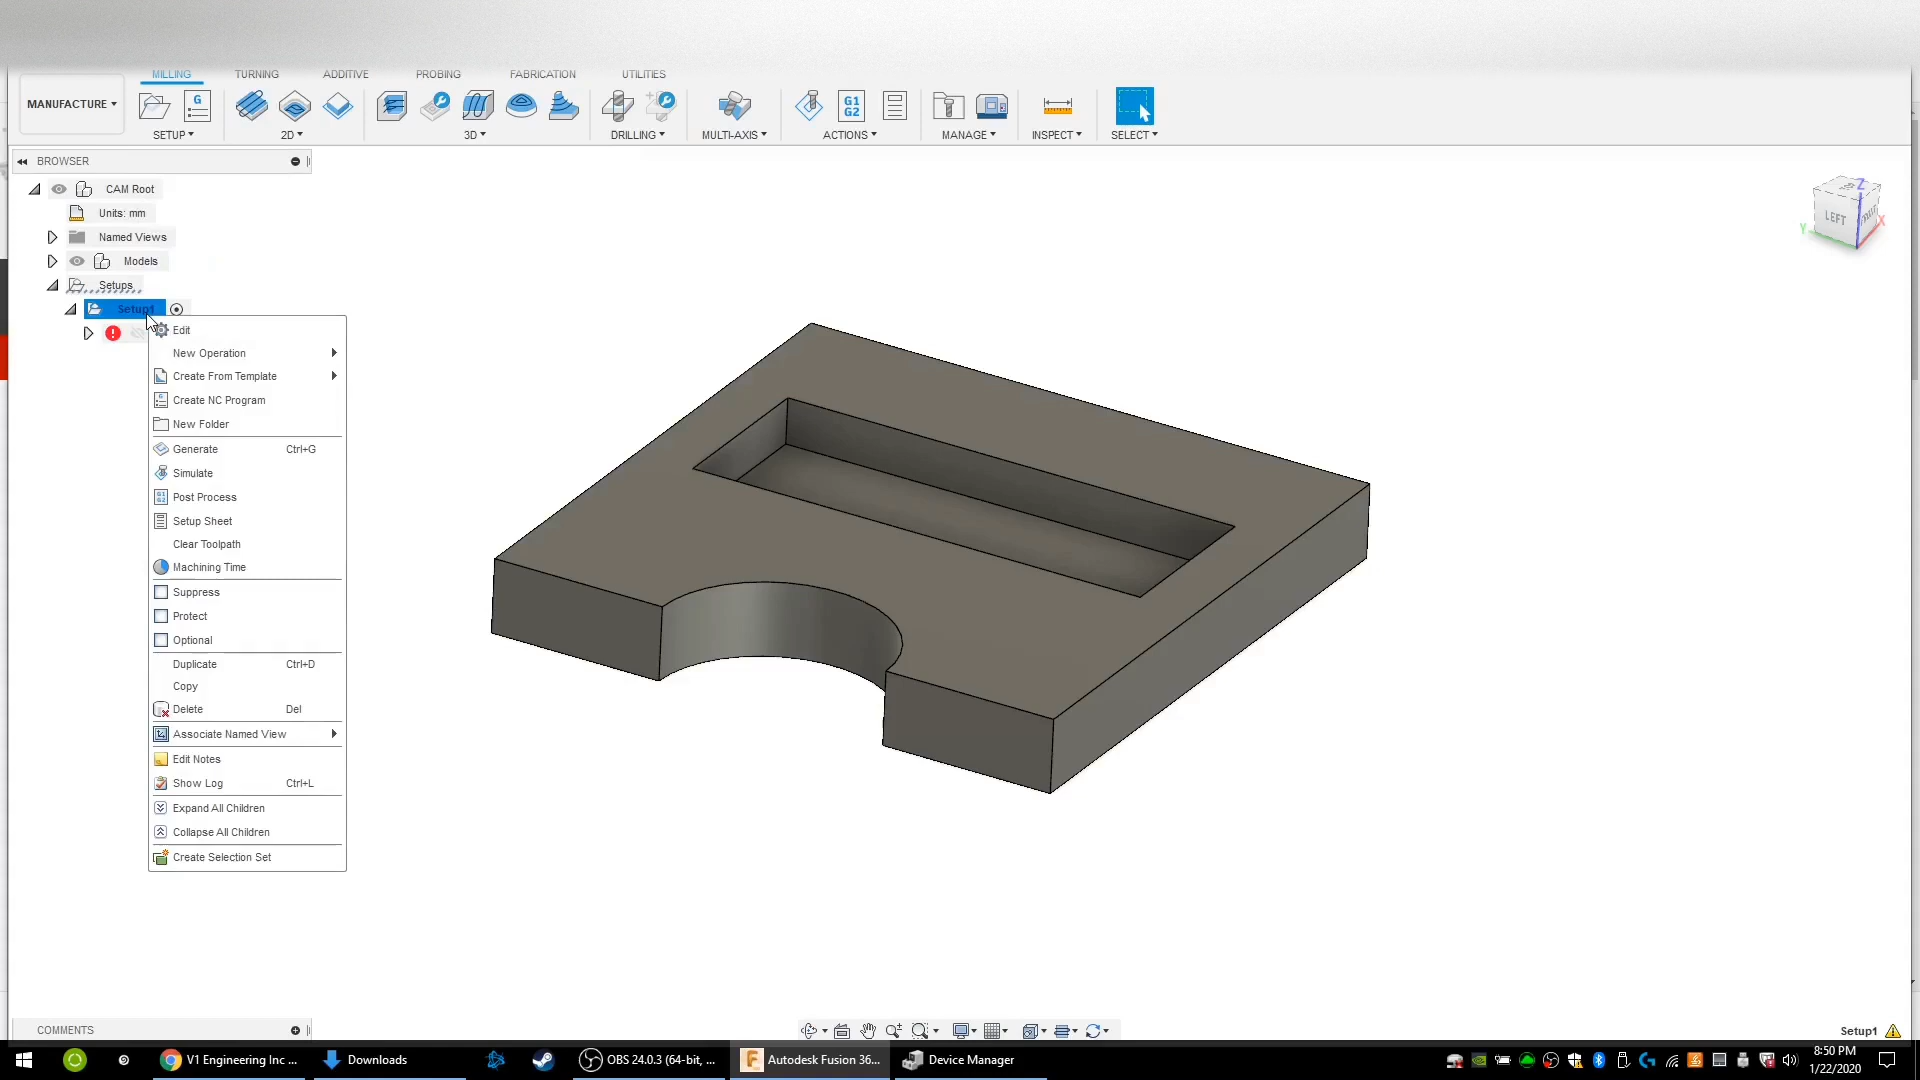 MILLING TURNING ADDITIVE PROBING FABRICATION UTILITIES
MANUFACTURE
G
G1
G2
SETUP 2D 3D DRILLING MULTI-AXIS ACTIONS MANAGE INSPECT SELECT
BROWSER
CAM Root
Units: mm
Named Views
Models
Setups
Setup1
Edit
New Operation
Create From Template
Create NC Program
New Folder
Generate Ctrl+G
Simulate
Post Process
Setup Sheet
Clear Toolpath
Machining Time
Suppress
Protect
Optional
Duplicate Ctrl+D
Copy
Delete Del
Associate Named View
Edit Notes
Show Log Ctrl+L
Expand All Children
Collapse All Children
Create Selection Set
Z
LEFT
Y
X
COMMENTS
Setup1
V1 Engineering Inc ...
Downloads
OBS 24.0.3 (64-bit, ...
Autodesk Fusion 36...
Device Manager
8:50 PM
1/22/2020